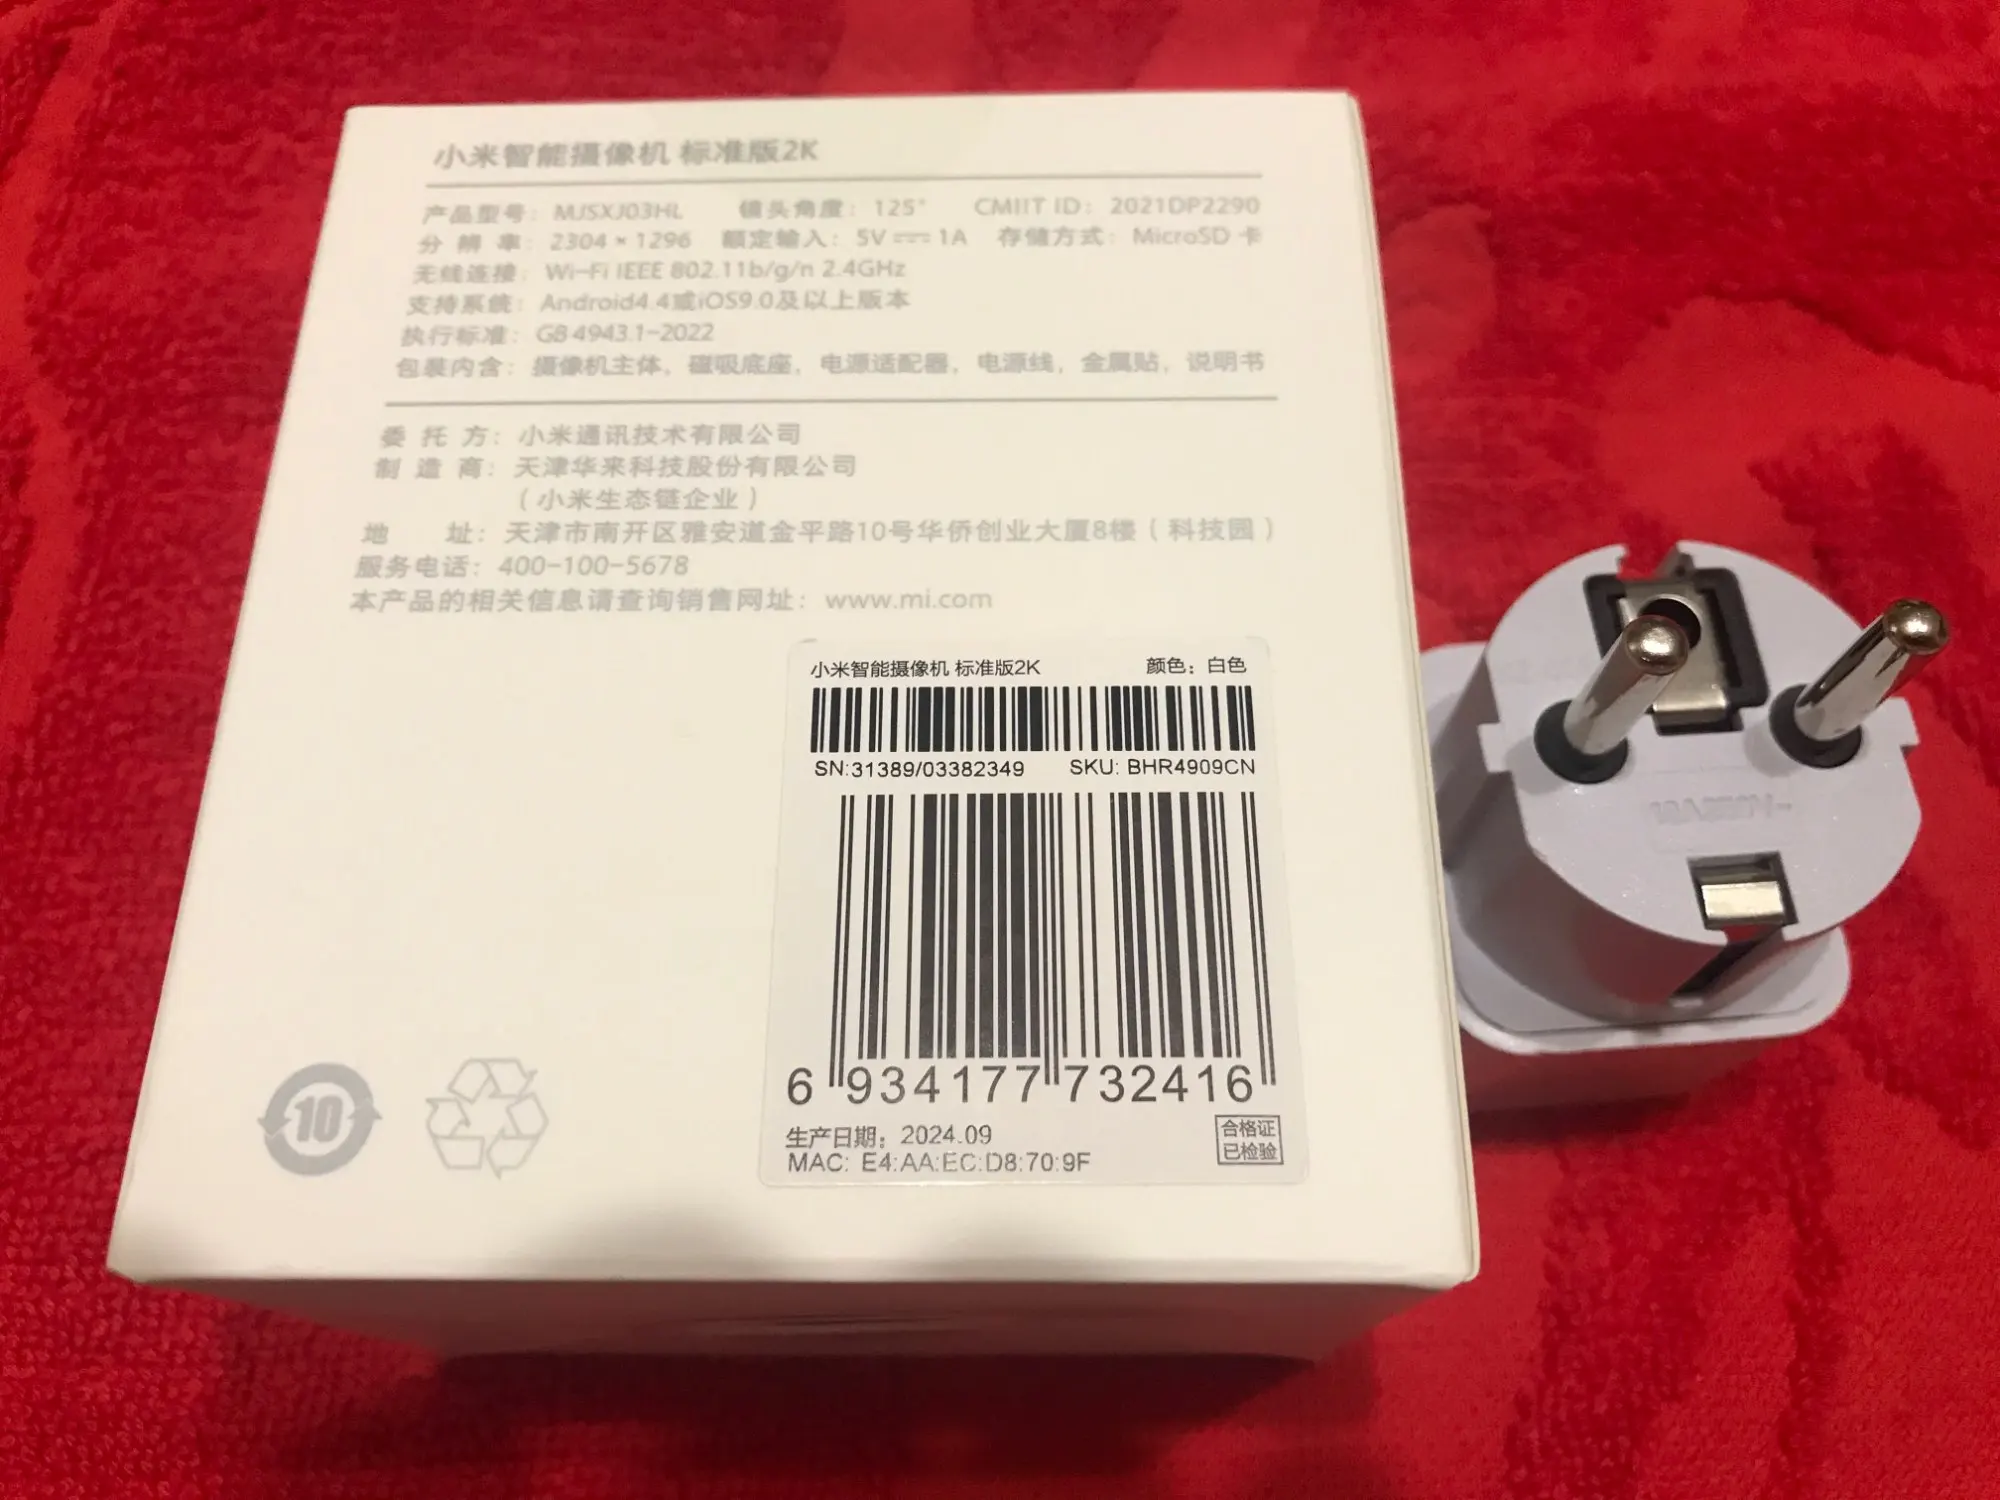 小米智能摄像机 标准版2K
产品型号： MJSXJ03HL 镜头角度： 125° CMIIT ID： 2021DP2290
分 辨 率： 2304 × 1296 额定输入： 5V⎓1A 存储方式： MicroSD 卡
无线连接： Wi-Fi IEEE 802.11b/g/n 2.4GHz
支持系统： Android4.4或iOS9.0及以上版本
执行标准： GB 4943.1-2022
包装内含： 摄像机主体，磁吸底座，电源适配器，电源线，金属贴，说明书
委 托 方： 小米通讯技术有限公司
制 造 商： 天津华来科技股份有限公司
（小米生态链企业）
地 址： 天津市南开区雅安道金平路10号华侨创业大厦8楼（科技园）
服务电话： 400-100-5678
本产品的相关信息请查询销售网址： www.mi.com
小米智能摄像机 标准版2K 颜色：白色
SN:31389/03382349 SKU: BHR4909CN
6 934177 732416
生产日期： 2024.09
MAC: E4:AA:EC:D8:70:9F
合格证
已检验
10